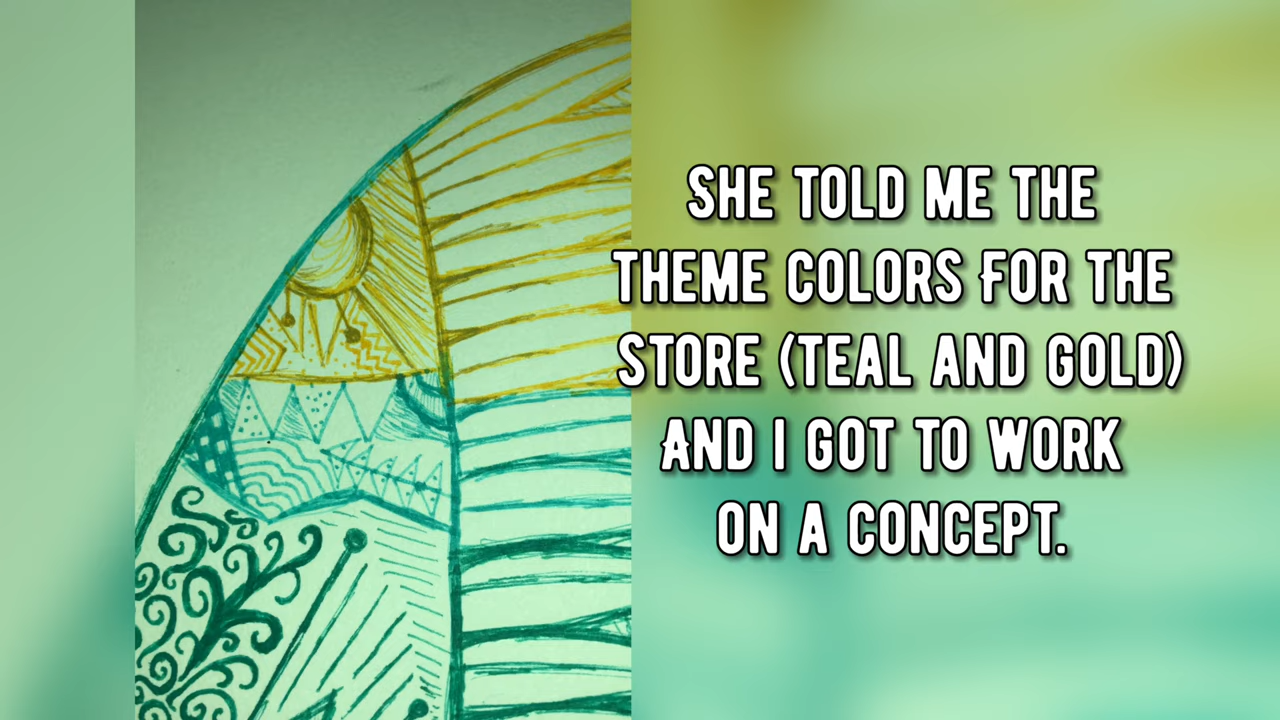 SHE TOLD ME THE
THEME COLORS FOR THE
STORE (TEAL AND GOLD)
AND I GOT TO WORK
ON A CONCEPT.